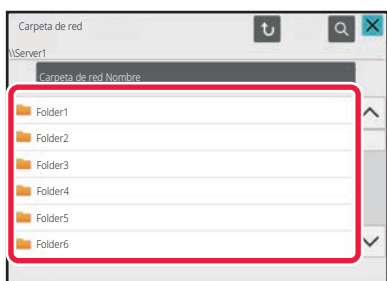 Carpeta de red
\\Server1
Carpeta de red Nombre
Folder1
Folder2
Folder3
Folder4
Folder5
Folder6